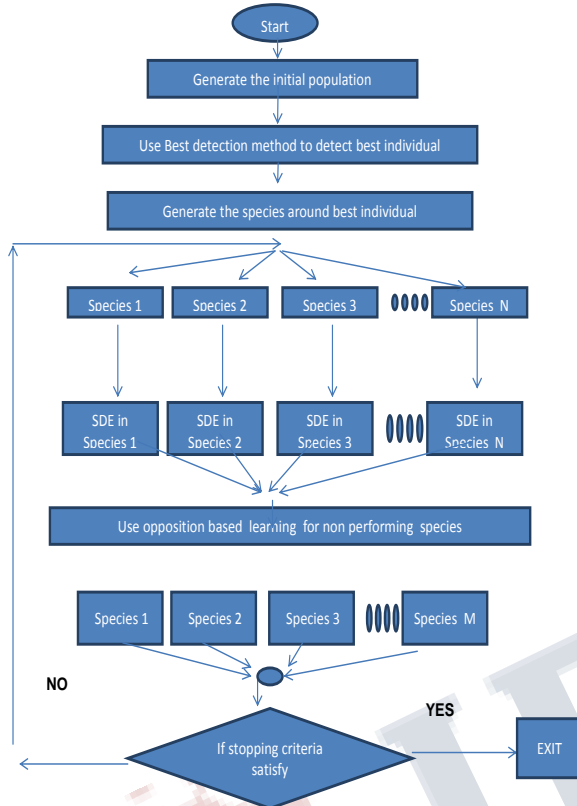 Start
Generate the initial population
Use Best detection method to detect best individual
Generate the species around best individual
Species 1
Species 2
Species 3
Species N
SDE in
Species 1
SDE in
Species 2
SDE in
Species 3
SDE in
Species N
Use opposition based learning for non performing species
Species 1
Species 2
Species 3
Species M
NO
YES
If stopping criteria
satisfy
EXIT